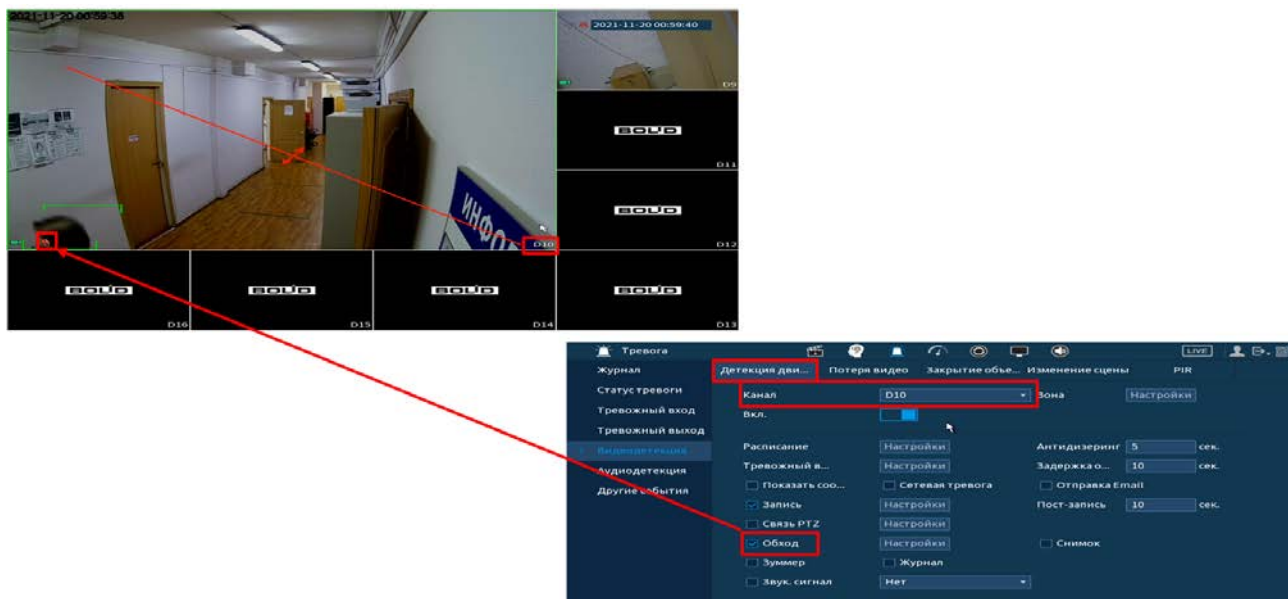 2021-11-20 00:59:38
2021-11-20 00:59:40
D9
BOLID
D11
BOLID
D12
ИНФО
D10
BOLID
D16
BOLID
D15
BOLID
D14
BOLID
D13
Тревога
LIVE
Журнал
Статус тревоги
Тревожный вход
Тревожный выход
Видеодетекция
Аудиодетекция
Другие события
Детекция дви...
Потеря видео
Закрытие объе...
Изменение сцены
PIR
Канал D10 Зона Настройки
Вкл.
Расписание Настройки Антидизеринг 5 сек.
Тревожный в... Настройки Задержка о... 10 сек.
Показать соо... Сетевая тревога Отправка Email
Запись Настройки Пост-запись 10 сек.
Связь PTZ Настройки
Обход Настройки Снимок
Зуммер Журнал
Звук. сигнал Нет